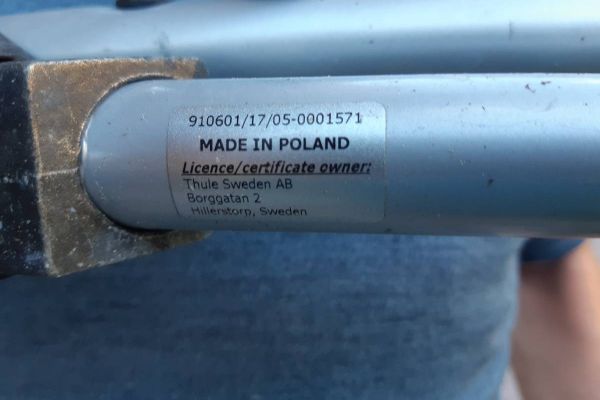 910601/17/05-0001571
MADE IN POLAND
Licence/certificate owner:
Thule Sweden AB
Borggatan 2
Hillerstorp, Sweden